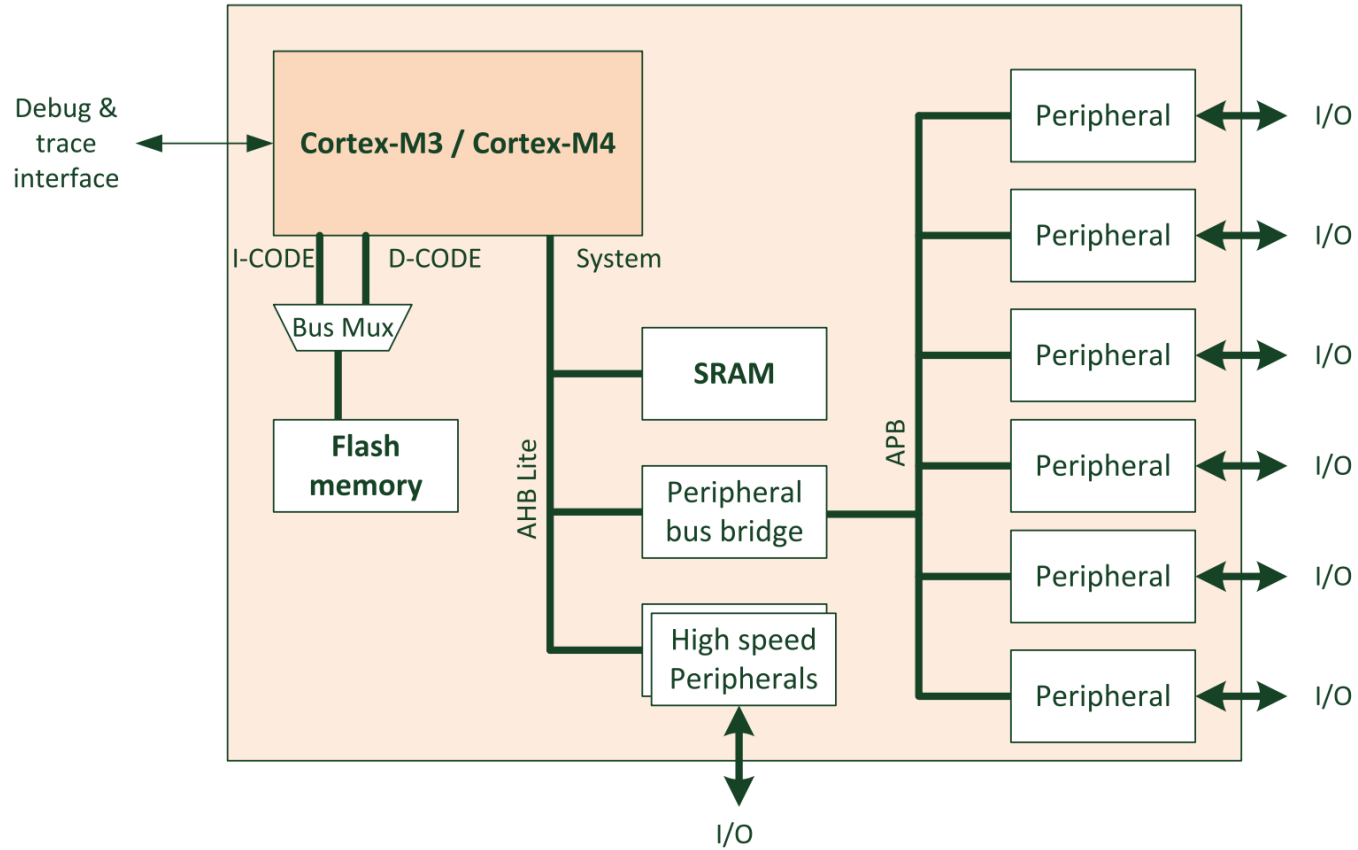 Debug &
trace
interface
Cortex-M3 / Cortex-M4
I-CODE
D-CODE
System
Bus Mux
Flash
memory
AHB Lite
SRAM
Peripheral
bus bridge
High speed
Peripherals
I/O
APB
Peripheral
I/O
Peripheral
I/O
Peripheral
I/O
Peripheral
I/O
Peripheral
I/O
Peripheral
I/O